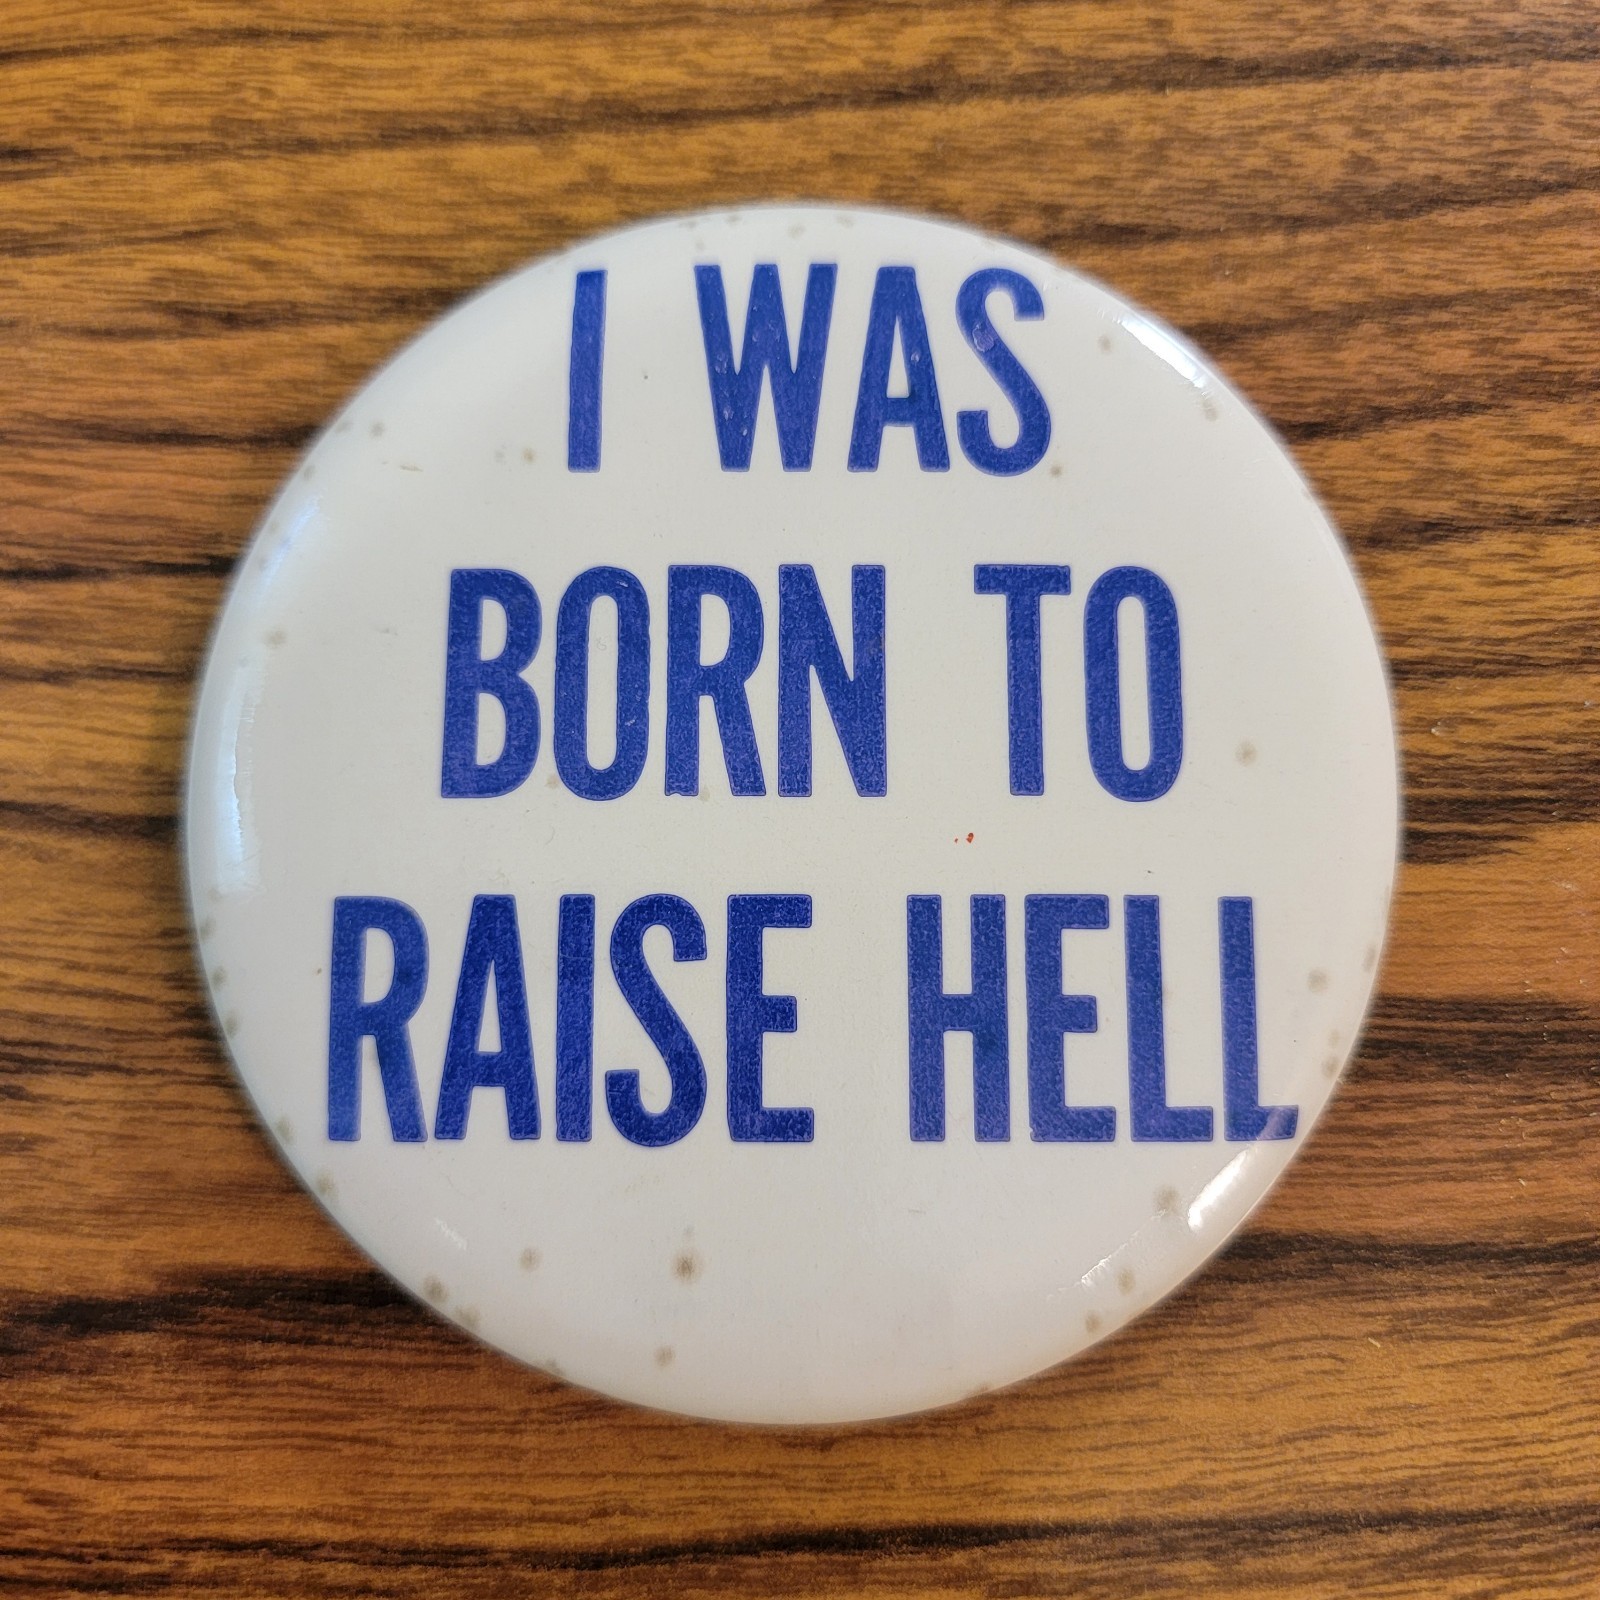 I WAS
BORN TO
RAISE HELL